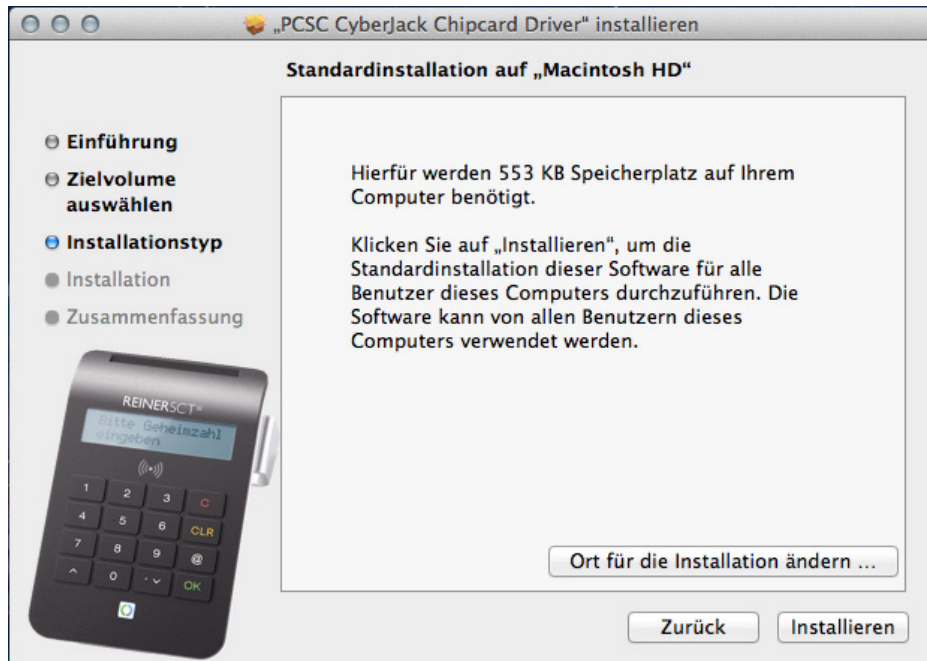 „PCSC CyberJack Chipcard Driver“ installieren
Standardinstallation auf „Macintosh HD“
Einführung
Zielvolume
auswählen
Installationstyp
Installation
Zusammenfassung
Hierfür werden 553 KB Speicherplatz auf Ihrem
Computer benötigt.
Klicken Sie auf „Installieren“, um die
Standardinstallation dieser Software für alle
Benutzer dieses Computers durchzuführen. Die
Software kann von allen Benutzern dieses
Computers verwendet werden.
REINERSCT®
Bitte Geheimzahl
eingeben
1 2 3 C
4 5 6 CLR
7 8 9 @
^ 0 OK
Ort für die Installation ändern ...
Zurück
Installieren